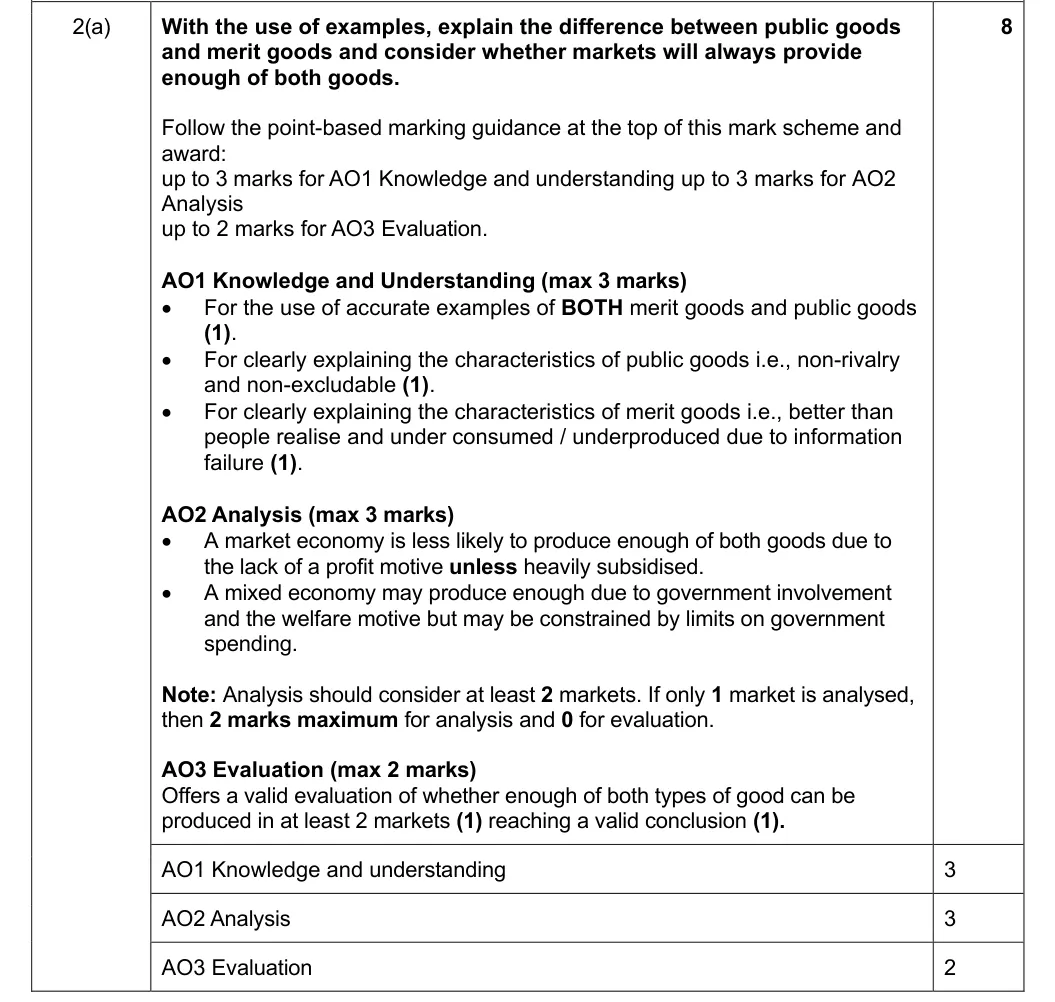 2(a)
With the use of examples, explain the difference between public goods
and merit goods and consider whether markets will always provide
enough of both goods.
8
Follow the point-based marking guidance at the top of this mark scheme and
award:
up to 3 marks for AO1 Knowledge and understanding up to 3 marks for AO2
Analysis
up to 2 marks for AO3 Evaluation.
AO1 Knowledge and Understanding (max 3 marks)
• For the use of accurate examples of BOTH merit goods and public goods
(1).
• For clearly explaining the characteristics of public goods i.e., non-rivalry
and non-excludable (1).
• For clearly explaining the characteristics of merit goods i.e., better than
people realise and under consumed / underproduced due to information
failure (1).
AO2 Analysis (max 3 marks)
• A market economy is less likely to produce enough of both goods due to
the lack of a profit motive unless heavily subsidised.
• A mixed economy may produce enough due to government involvement
and the welfare motive but may be constrained by limits on government
spending.
Note: Analysis should consider at least 2 markets. If only 1 market is analysed,
then 2 marks maximum for analysis and 0 for evaluation.
AO3 Evaluation (max 2 marks)
Offers a valid evaluation of whether enough of both types of good can be
produced in at least 2 markets (1) reaching a valid conclusion (1).
AO1 Knowledge and understanding 3
AO2 Analysis 3
AO3 Evaluation 2